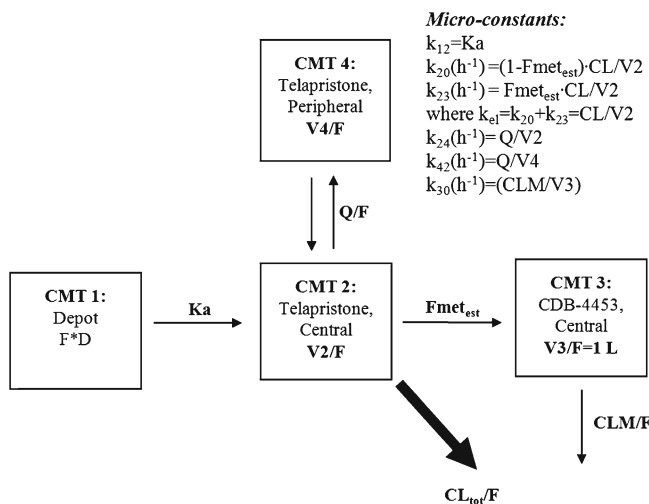 Micro-constants:
k12=Ka
k20(h-1)=(1-Fmetest)·CL/V2
k23(h-1)= Fmetest·CL/V2
where kel=k20+k23=CL/V2
k24(h-1)=Q/V2
k42(h-1)=Q/V4
k30(h-1)=(CLM/V3)
CMT 4:
Telapristone,
Peripheral
V4/F
Q/F
CMT 1:
Depot
F*D
Ka
CMT 2:
Telapristone,
Central
V2/F
Fmetest
CMT 3:
CDB-4453,
Central
V3/F=1 L
CLM/F
CLtot/F